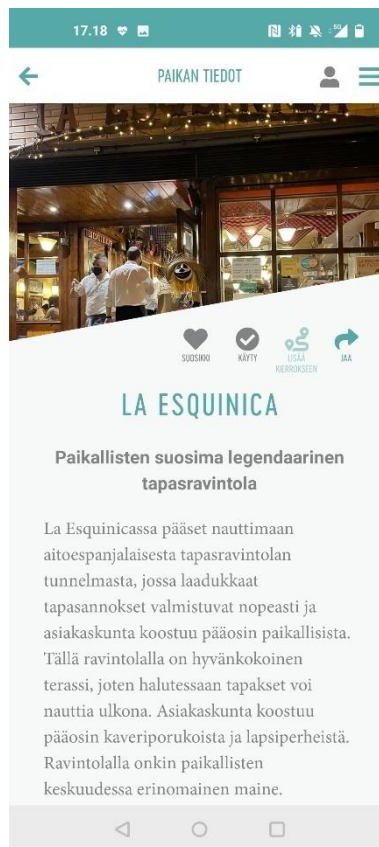 17.18
5G
PAIKAN TIEDOT
SUOSIKKI
KÄYTY
LISÄÄ
KIERROKSEEN
JAA
LA ESQUINICA
Paikallisten suosima legendaarinen
tapasravintola
La Esquinicassa pääset nauttimaan
aitoespanjalaisesta tapasravintolan
tunnelmasta, jossa laadukkaat
tapasannokset valmistuvat nopeasti ja
asiakaskunta koostuu pääosin paikallisista.
Tällä ravintolalla on hyvänkokoinen
terassi, joten halutessaan tapakset voi
nauttia ulkona. Asiakaskunta koostuu
pääosin kaveriporukoista ja lapsiperheistä.
Ravintolalla onkin paikallisten
keskuudessa erinomainen maine.